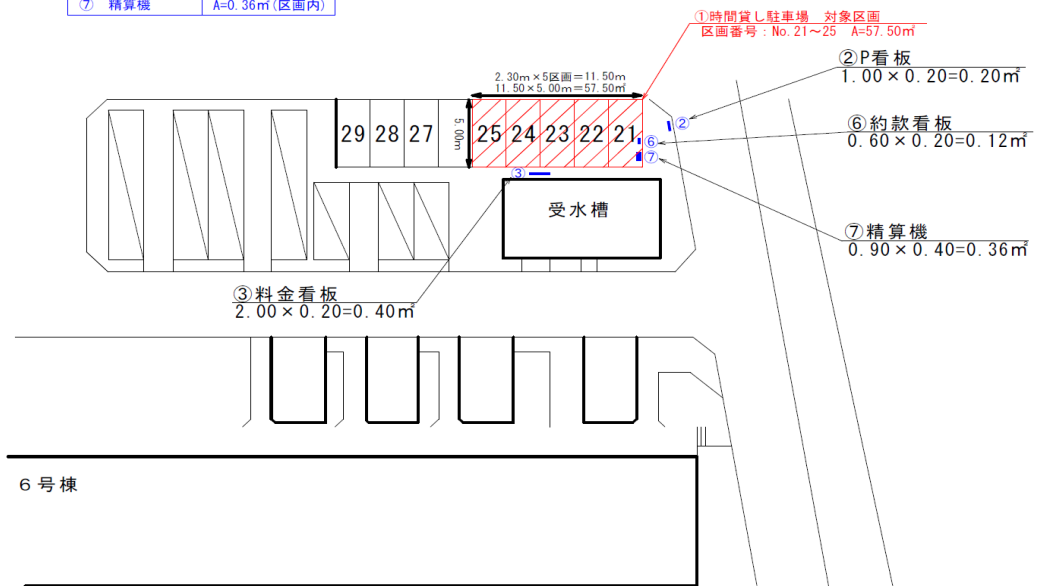 ⑦ 精算機 A=0.36㎡(区画内)
①時間貸し駐車場 対象区画
区画番号：No.21～25 A=57.50㎡
②P看板
1.00×0.20=0.20㎡
2.30m×5区画＝11.50m
11.50×5.00m＝57.50㎡
5.00m
29 28 27 25 24 23 22 21
②
⑥
⑦
③
⑥約款看板
0.60×0.20=0.12㎡
受水槽
⑦精算機
0.90×0.40=0.36㎡
③料金看板
2.00×0.20=0.40㎡
6号棟